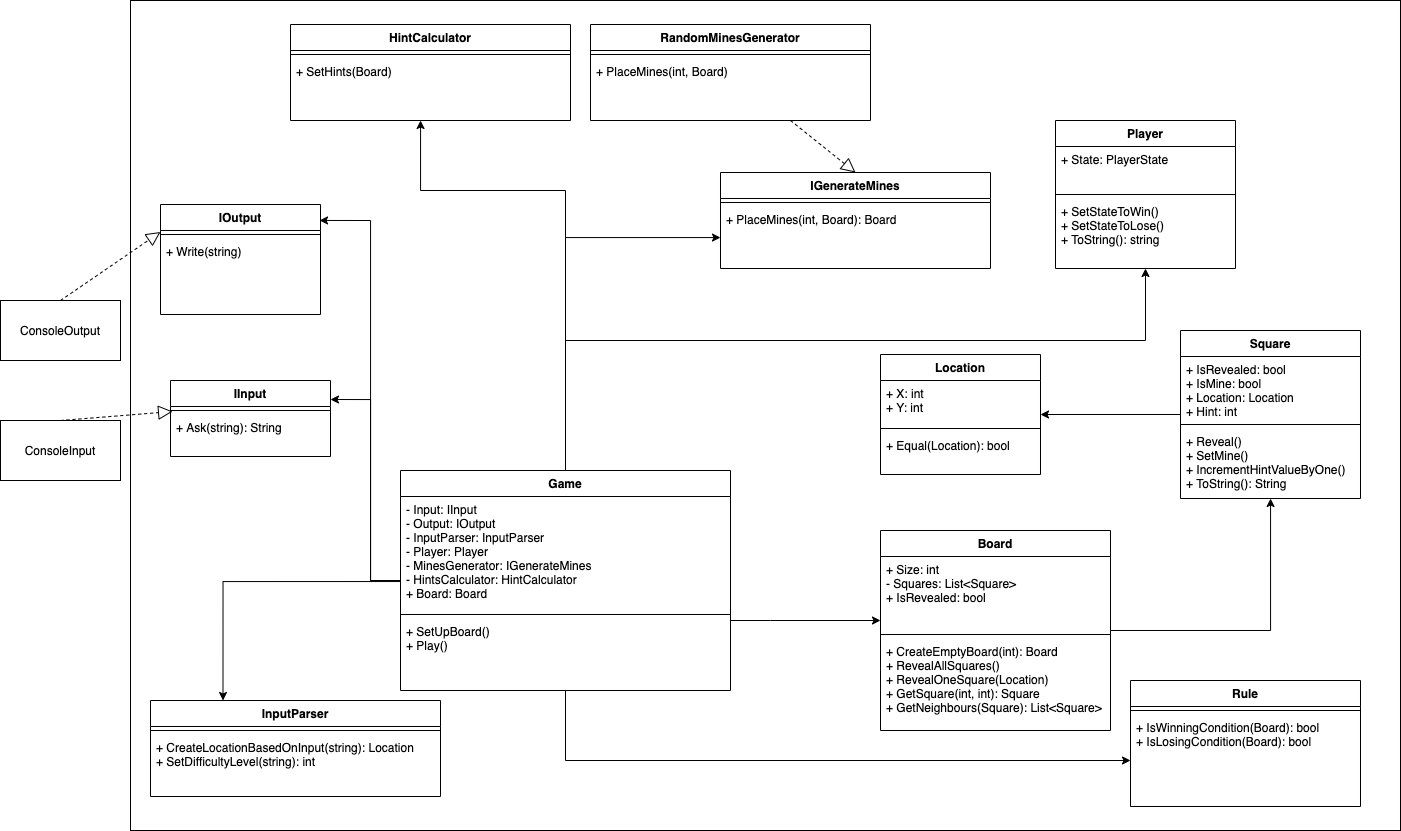 HintCalculator
+ SetHints(Board)
RandomMinesGenerator
+ PlaceMines(int, Board)
Player
+ State: PlayerState
+ SetStateToWin()
+ SetStateToLose()
+ ToString(): string
IGenerateMines
+ PlaceMines(int, Board): Board
IOutput
+ Write(string)
ConsoleOutput
IInput
+ Ask(string): String
ConsoleInput
Location
+ X: int
+ Y: int
+ Equal(Location): bool
Square
+ IsRevealed: bool
+ IsMine: bool
+ Location: Location
+ Hint: int
+ Reveal()
+ SetMine()
+ IncrementHintValueByOne()
+ ToString(): String
Game
- Input: IInput
- Output: IOutput
- InputParser: InputParser
- Player: Player
- MinesGenerator: IGenerateMines
- HintsCalculator: HintCalculator
+ Board: Board
+ SetUpBoard()
+ Play()
Board
+ Size: int
- Squares: List<Square>
+ IsRevealed: bool
+ CreateEmptyBoard(int): Board
+ RevealAllSquares()
+ RevealOneSquare(Location)
+ GetSquare(int, int): Square
+ GetNeighbours(Square): List<Square>
InputParser
+ CreateLocationBasedOnInput(string): Location
+ SetDifficultyLevel(string): int
Rule
+ IsWinningCondition(Board): bool
+ IsLosingCondition(Board): bool